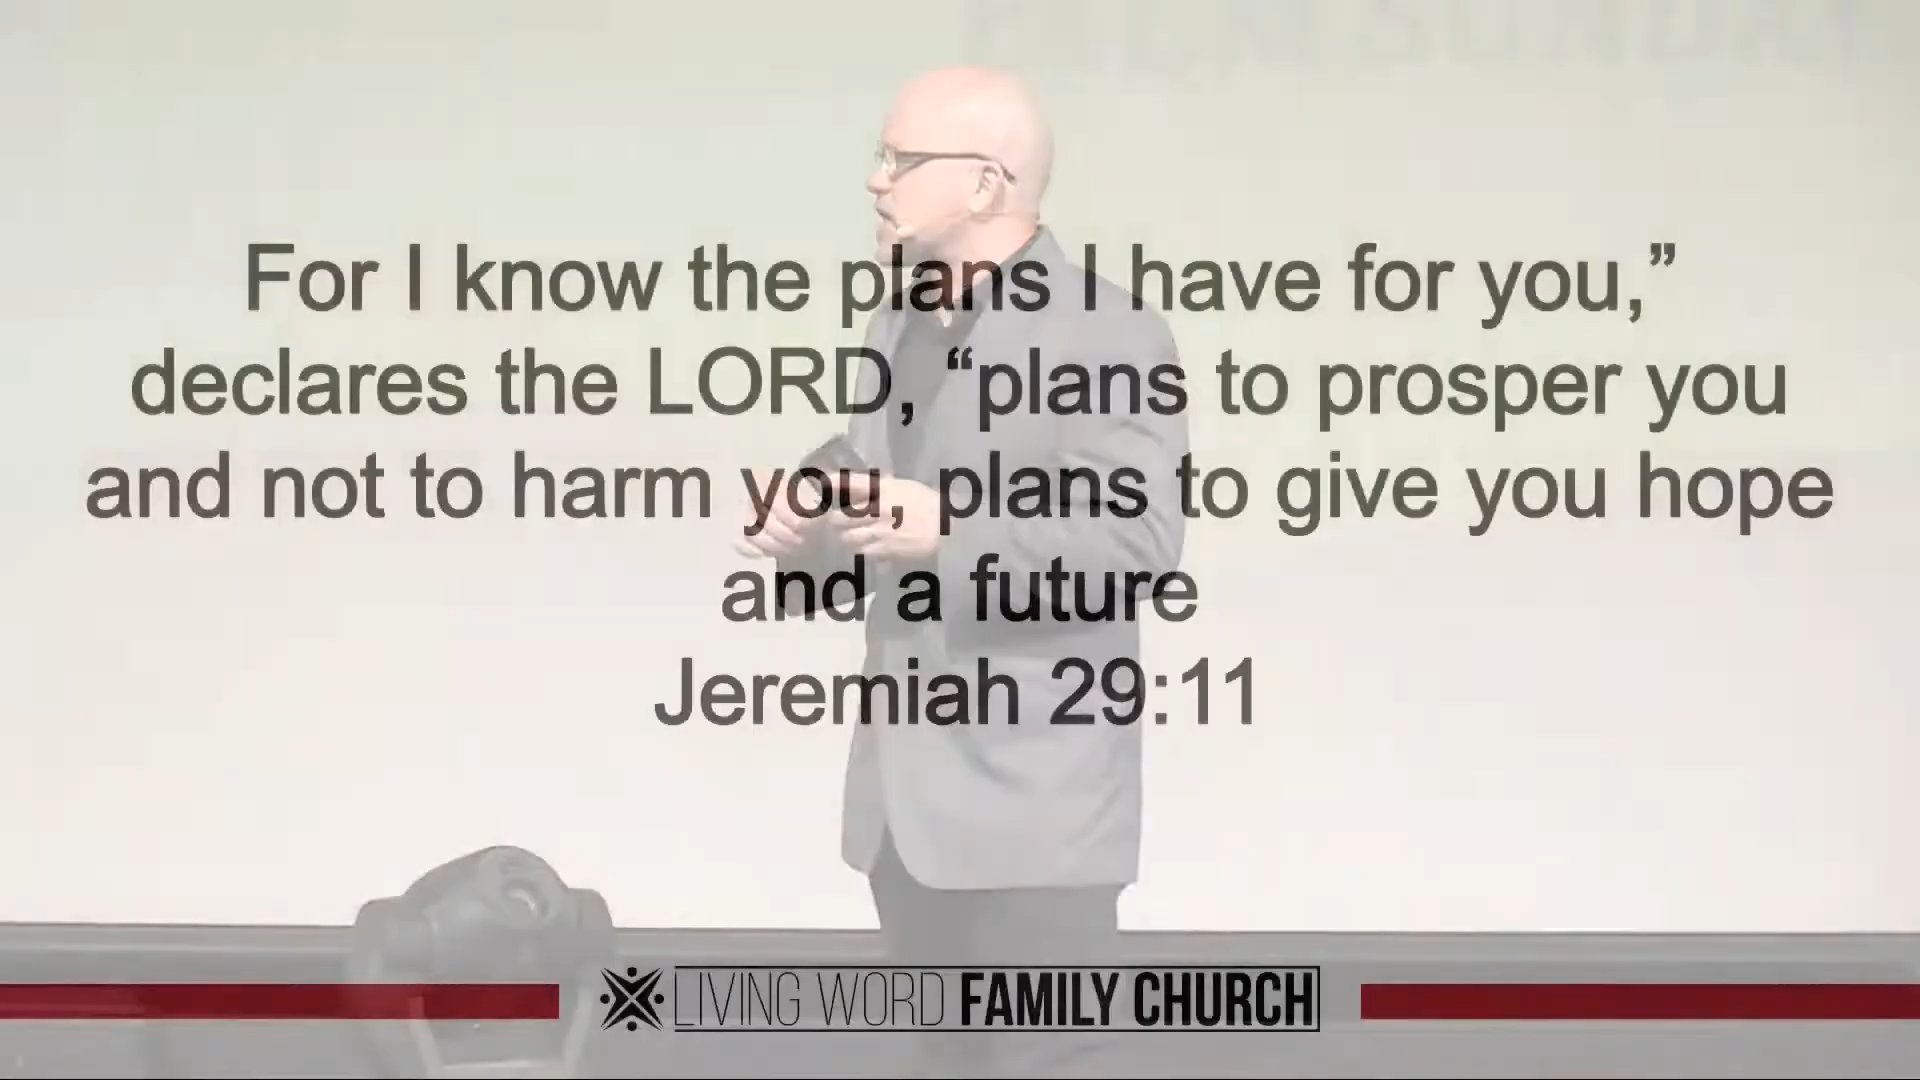 For I know the plans I have for you,”
declares the LORD, “plans to prosper you
and not to harm you, plans to give you hope
and a future
Jeremiah 29:11
LIVING WORD FAMILY CHURCH